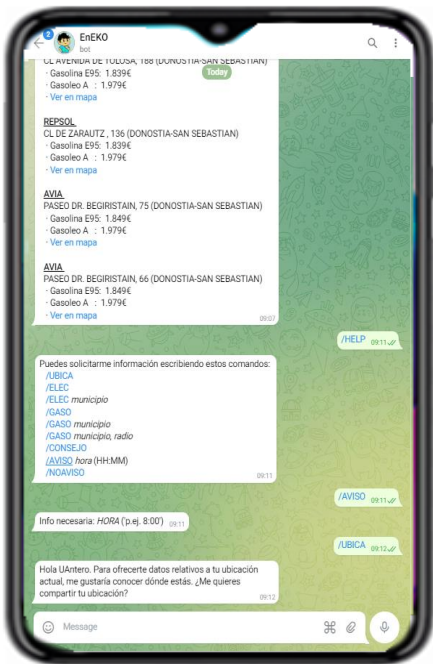 2
EnEKO
bot
CL AVENIDA DE TOLOSA, 188 (DONOSTIA-SAN SEBASTIAN)
Today
· Gasolina E95: 1.839€
· Gasoleo A : 1.979€
· Ver en mapa
REPSOL
CL DE ZARAUTZ , 136 (DONOSTIA-SAN SEBASTIAN)
· Gasolina E95: 1.839€
· Gasoleo A : 1.979€
· Ver en mapa
AVIA
PASEO DR. BEGIRISTAIN, 75 (DONOSTIA-SAN SEBASTIAN)
· Gasolina E95: 1.849€
· Gasoleo A : 1.979€
· Ver en mapa
AVIA
PASEO DR. BEGIRISTAIN, 66 (DONOSTIA-SAN SEBASTIAN)
· Gasolina E95: 1.849€
· Gasoleo A : 1.979€
· Ver en mapa
09:07
/HELP 09:11
Puedes solicitarme información escribiendo estos comandos:
/UBICA
/ELEC
/ELEC municipio
/GASO
/GASO municipio
/GASO municipio, radio
/CONSEJO
/AVISO hora (HH:MM)
/NOAVISO
09:11
/AVISO 09:11
Info necesaria: HORA ('p.ej. 8:00') 09:11
/UBICA 09:12
Hola UAntero. Para ofrecerte datos relativos a tu ubicación
actual, me gustaría conocer dónde estás. ¿Me quieres
compartir tu ubicación?
09:12
Message